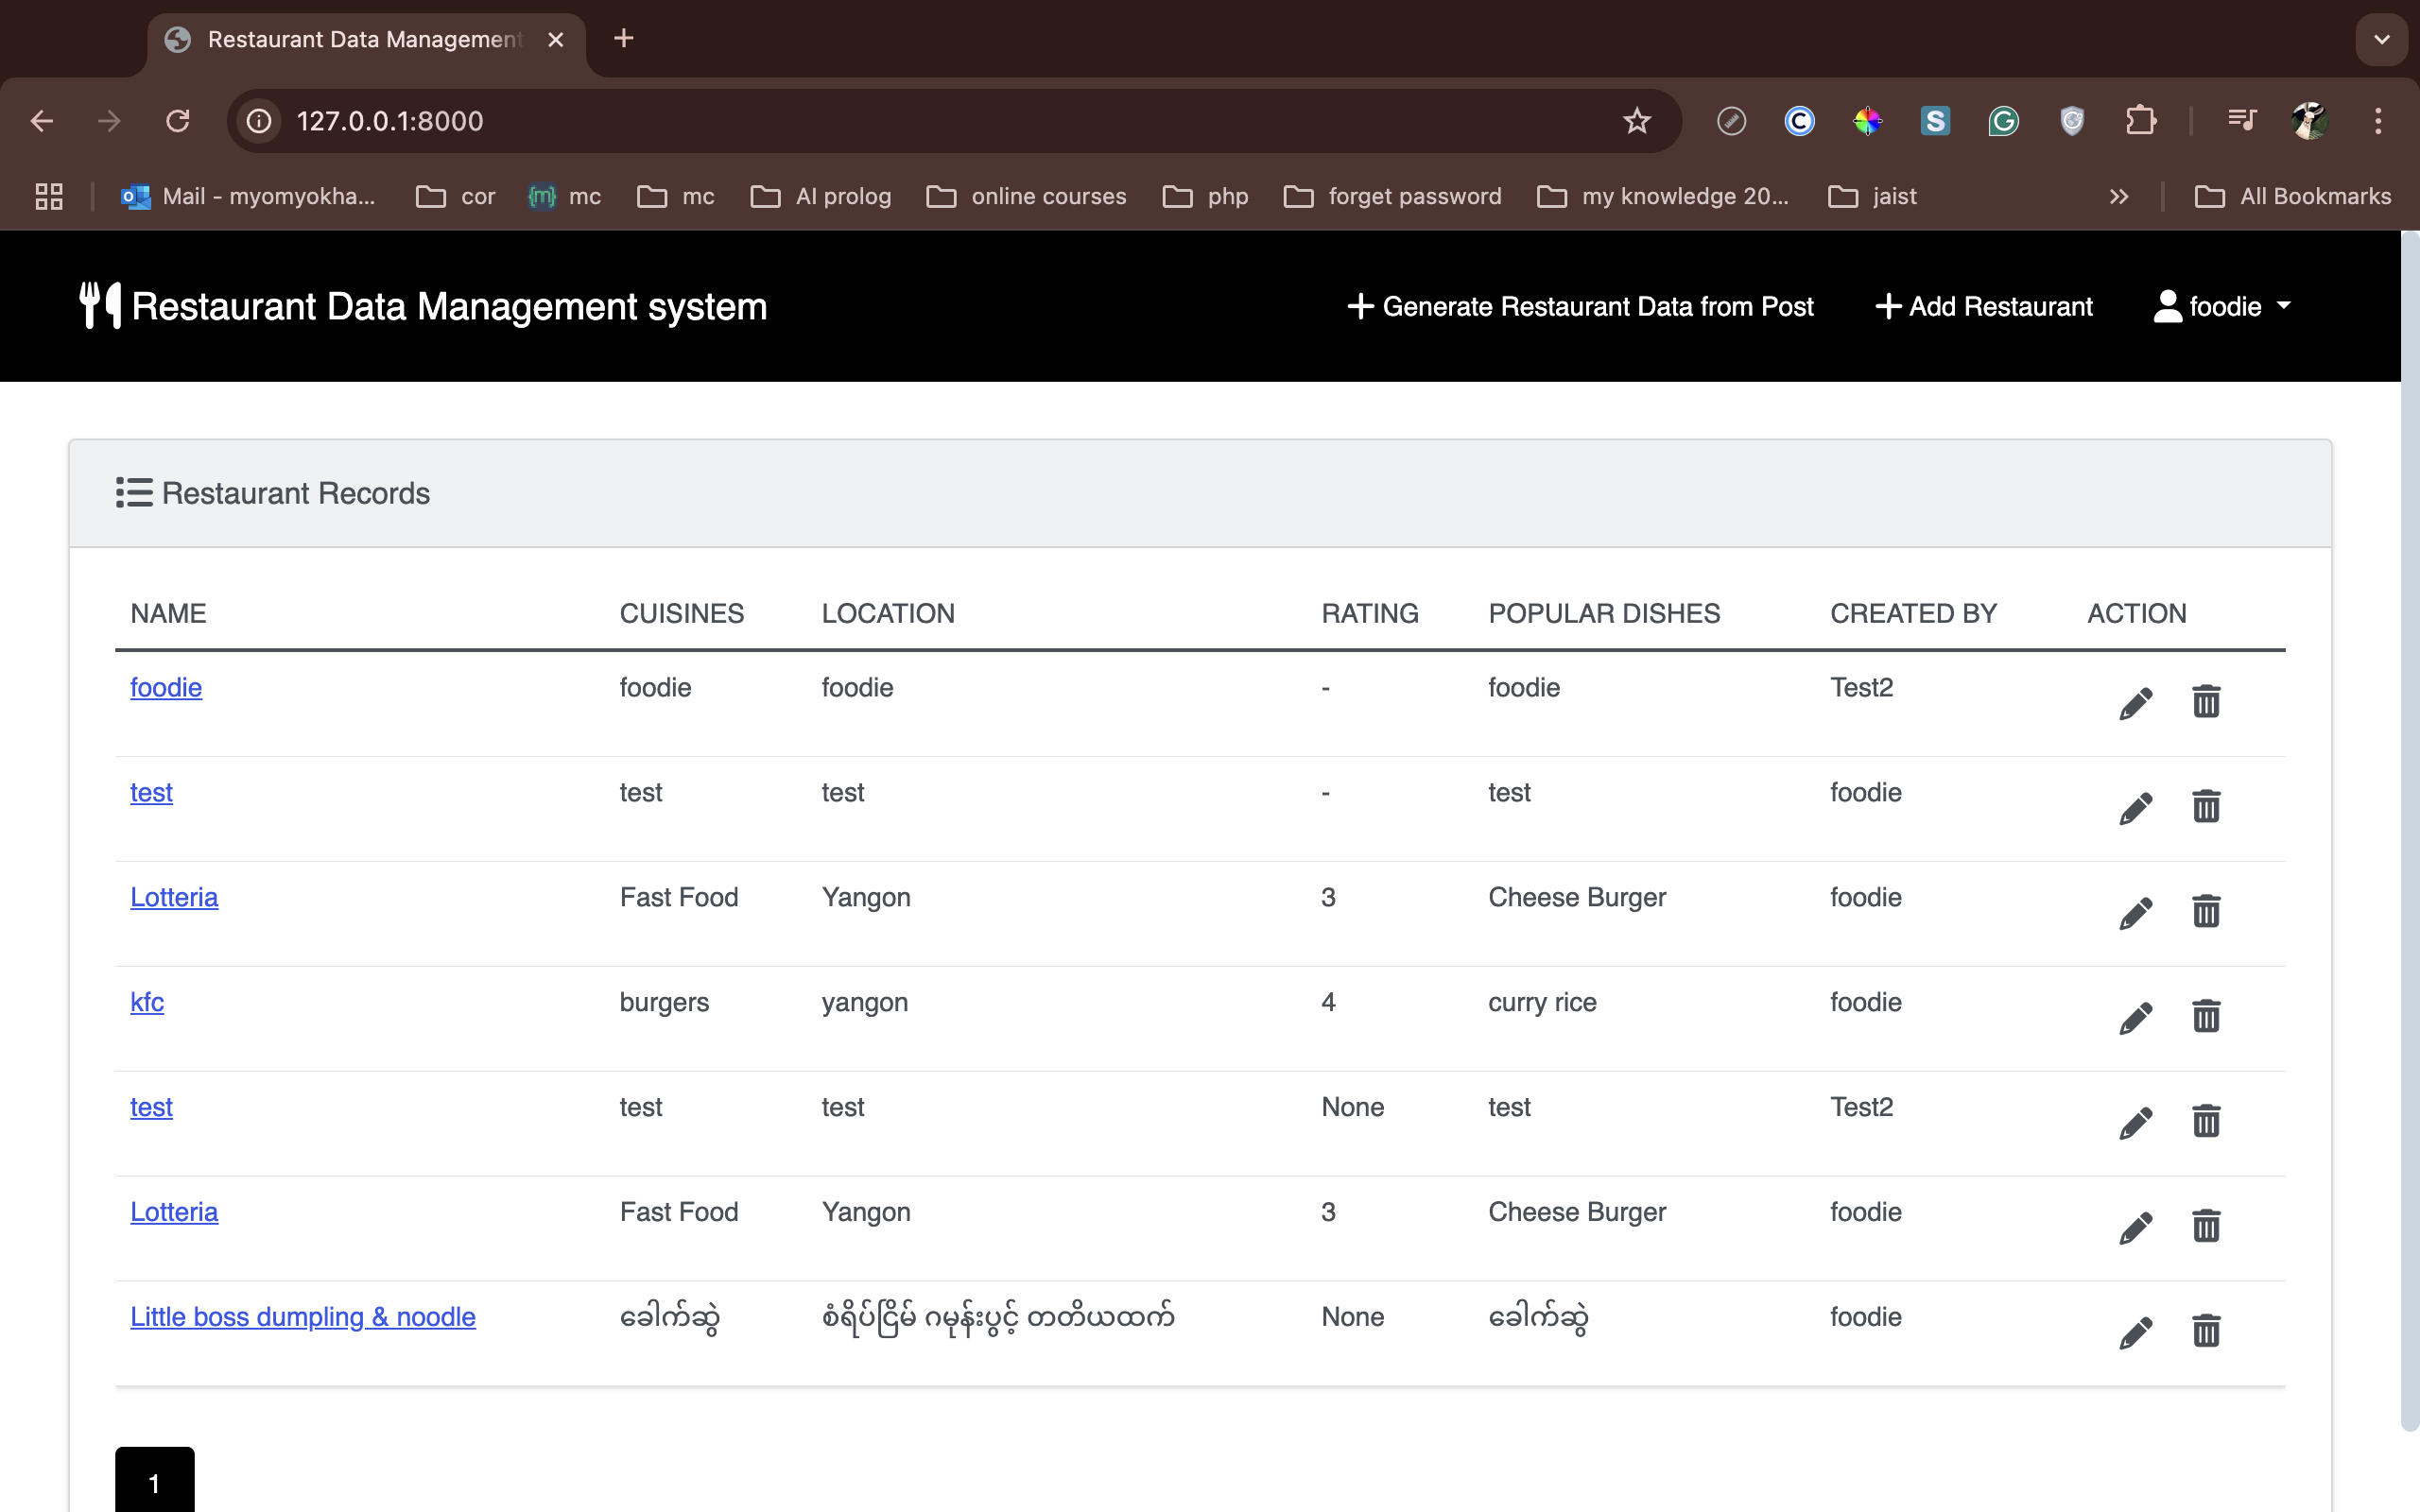 Restaurant Data Management
127.0.0.1:8000
Mail - myomyokha... cor mc mc AI prolog online courses php forget password my knowledge 20... jaist All Bookmarks
Restaurant Data Management system Generate Restaurant Data from Post Add Restaurant foodie
Restaurant Records
NAME CUISINES LOCATION RATING POPULAR DISHES CREATED BY ACTION
foodie foodie foodie - foodie Test2
test test test - test foodie
Lotteria Fast Food Yangon 3 Cheese Burger foodie
kfc burgers yangon 4 curry rice foodie
test test test None test Test2
Lotteria Fast Food Yangon 3 Cheese Burger foodie
Little boss dumpling & noodle ခေါက်ဆွဲ စံရိပ်ငြိမ် ဂမုန်းပွင့် တတိယထက် None ခေါက်ဆွဲ foodie
1